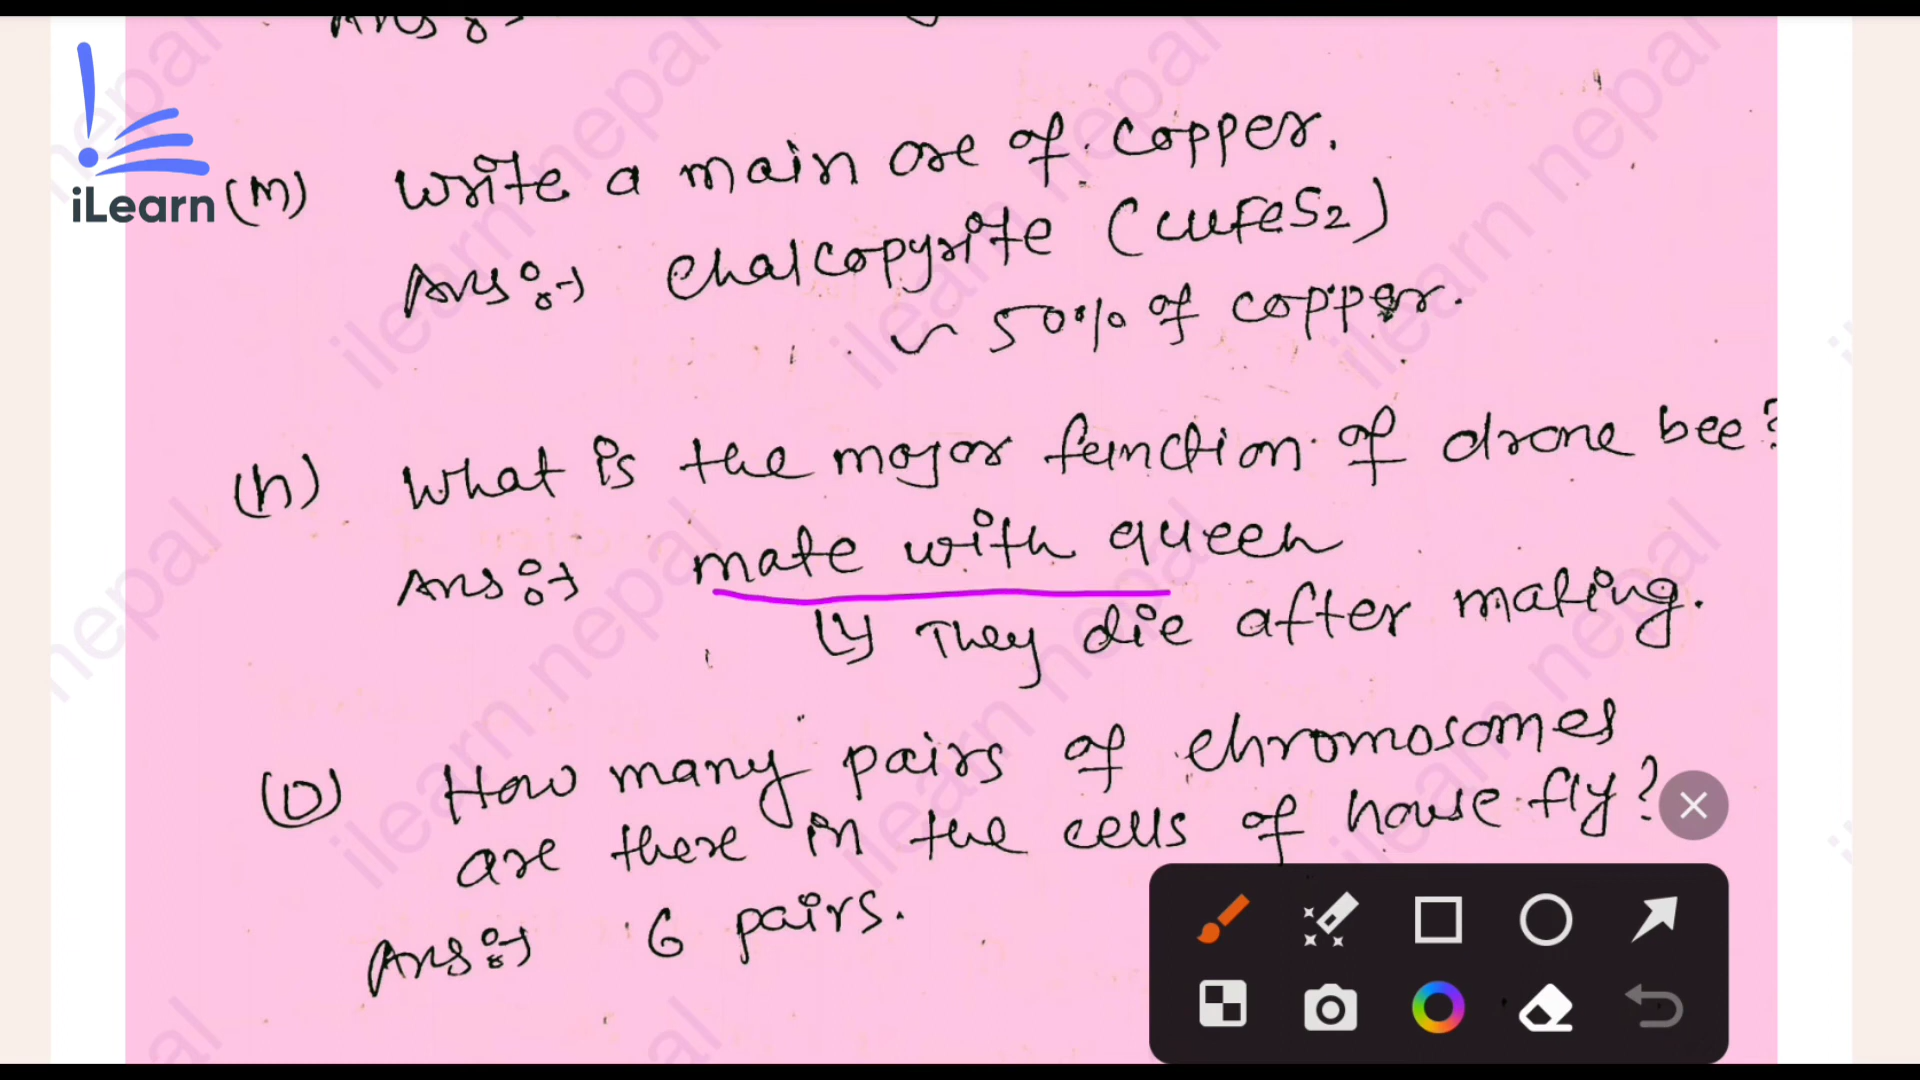 iLearn
(m) Write a main ore of copper.
Ans:→ Chalcopyrite (CuFeS2)
50% of copper.
(n) What is the major function of drone bee?
Ans:→ mate with queen
They die after mating.
(O) How many pairs of chromosomes
are there in the cells of house fly?
Ans:→ 6 pairs.
ilearn nepal